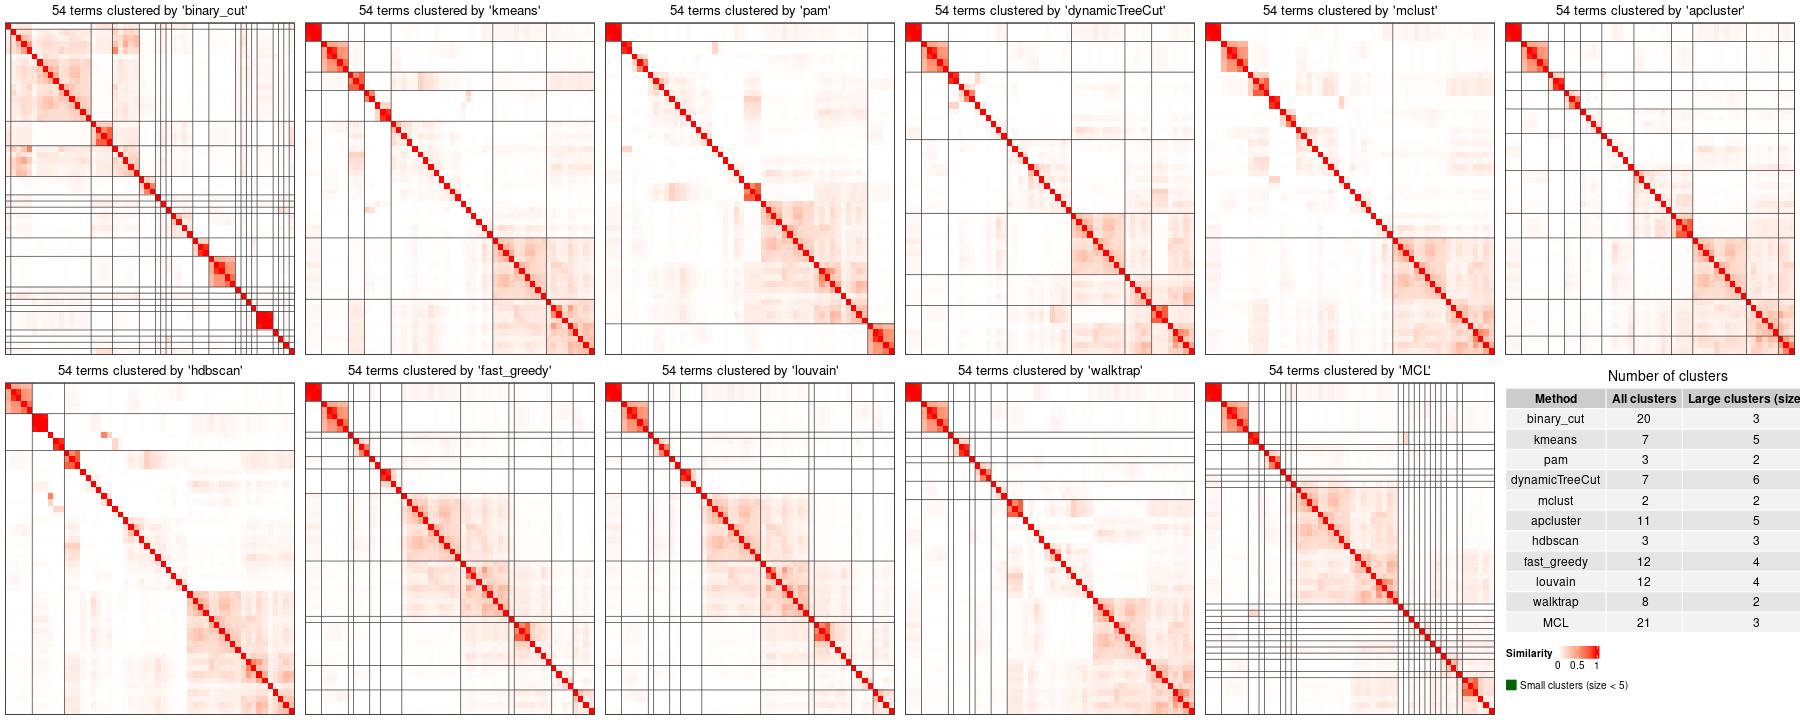 54 terms clustered by 'binary_cut'
54 terms clustered by 'kmeans'
54 terms clustered by 'pam'
54 terms clustered by 'dynamicTreeCut'
54 terms clustered by 'mclust'
54 terms clustered by 'apcluster'
54 terms clustered by 'hdbscan'
54 terms clustered by 'fast_greedy'
54 terms clustered by 'louvain'
54 terms clustered by 'walktrap'
54 terms clustered by 'MCL'
Number of clusters
Method All clusters Large clusters (size
binary_cut 20 3
kmeans 7 5
pam 3 2
dynamicTreeCut 7 6
mclust 2 2
apcluster 11 5
hdbscan 3 3
fast_greedy 12 4
louvain 12 4
walktrap 8 2
MCL 21 3
Similarity
0 0.5 1
Small clusters (size < 5)